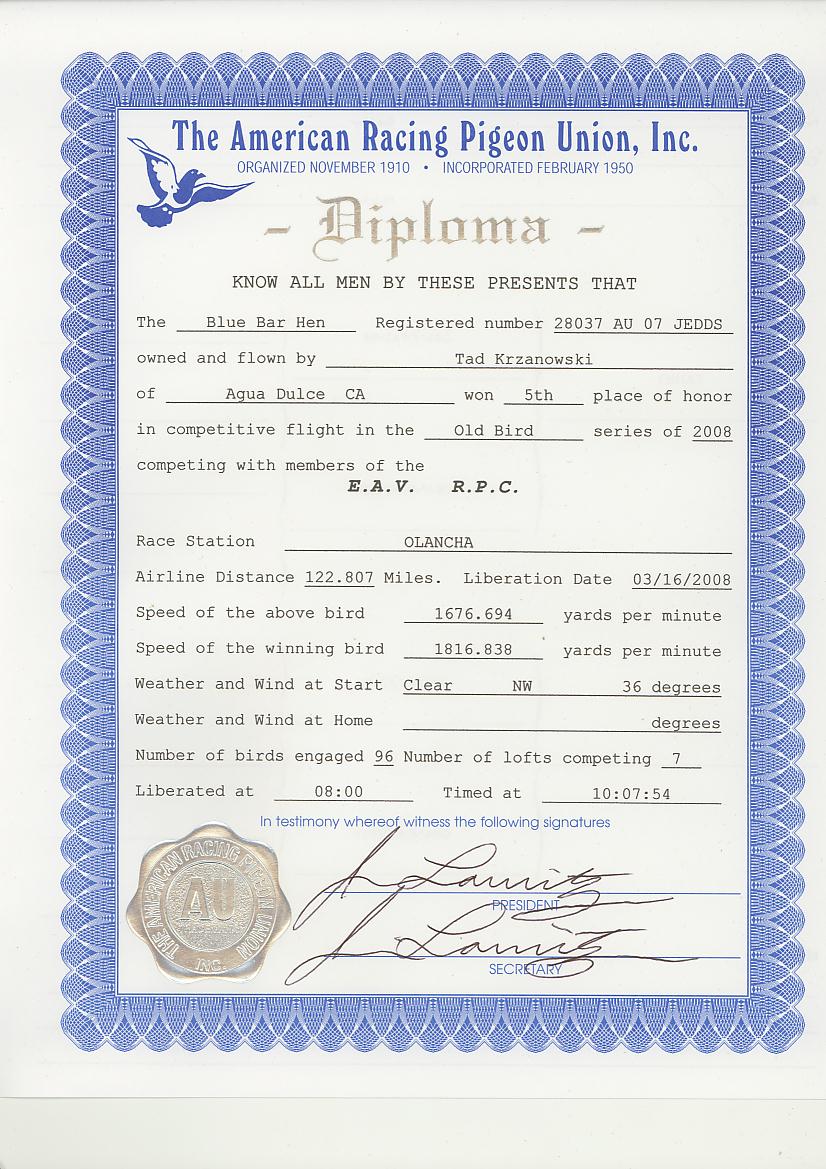 The American Racing Pigeon Union, Inc.
ORGANIZED NOVEMBER 1910 • INCORPORATED FEBRUARY 1950
- Diploma -
KNOW ALL MEN BY THESE PRESENTS THAT
The Blue Bar Hen Registered number 28037 AU 07 JEDDS
owned and flown by Tad Krzanowski
of Agua Dulce CA won 5th place of honor
in competitive flight in the Old Bird series of 2008
competing with members of the
E.A.V. R.P.C.
Race Station OLANCHA
Airline Distance 122.807 Miles. Liberation Date 03/16/2008
Speed of the above bird 1676.694 yards per minute
Speed of the winning bird 1816.838 yards per minute
Weather and Wind at Start Clear NW 36 degrees
Weather and Wind at Home degrees
Number of birds engaged 96 Number of lofts competing 7
Liberated at 08:00 Timed at 10:07:54
In testimony whereof witness the following signatures
PRESIDENT
SECRETARY
THE AMERICAN RACING PIGEON UNION
AU
INC.